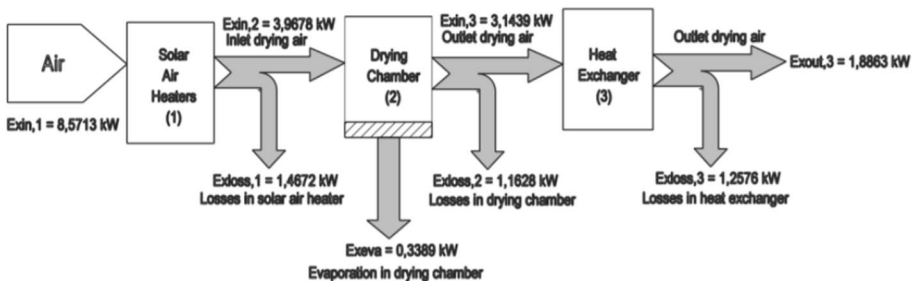 Air
Exin,1 = 8,5713 kW
Solar
Air
Heaters
(1)
Exin,2 = 3,9678 kW
Inlet drying air
Exloss,1 = 1,4672 kW
Losses in solar air heater
Drying
Chamber
(2)
Exeva = 0,3389 kW
Evaporation in drying chamber
Exin,3 = 3,1439 kW
Outlet drying air
Exloss,2 = 1,1628 kW
Losses in drying chamber
Heat
Exchanger
(3)
Outlet drying air
Exout,3 = 1,8863 kW
Exloss,3 = 1,2576 kW
Losses in heat exchanger